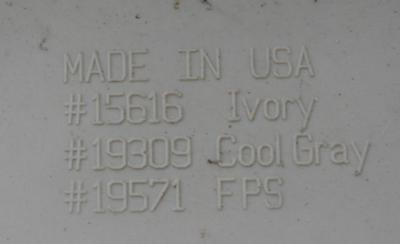 MADE IN USA
#15616 Ivory
#19309 Cool Gray
#19571 FPS